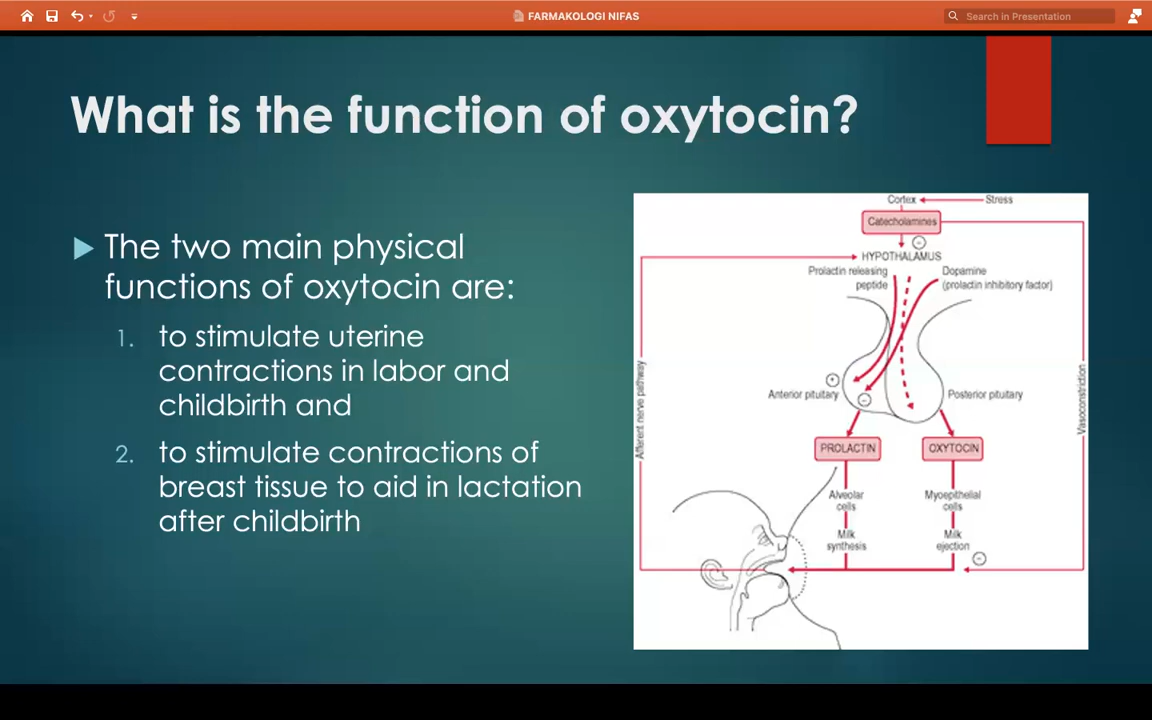 FARMAKOLOGI NIFAS
Search in Presentation
What is the function of oxytocin?
The two main physical
functions of oxytocin are:
1. to stimulate uterine
contractions in labor and
childbirth and
2. to stimulate contractions of
breast tissue to aid in lactation
after childbirth
Cortex
Stress
Catecholamines
HYPOTHALAMUS
Prolactin releasing
peptide
Dopamine
(prolactin inhibitory factor)
Afferent nerve pathway
Vasoconstriction
Anterior pituitary
Posterior pituitary
PROLACTIN
OXYTOCIN
Alveolar
cells
Myoepithelial
cells
Milk
synthesis
Milk
ejection